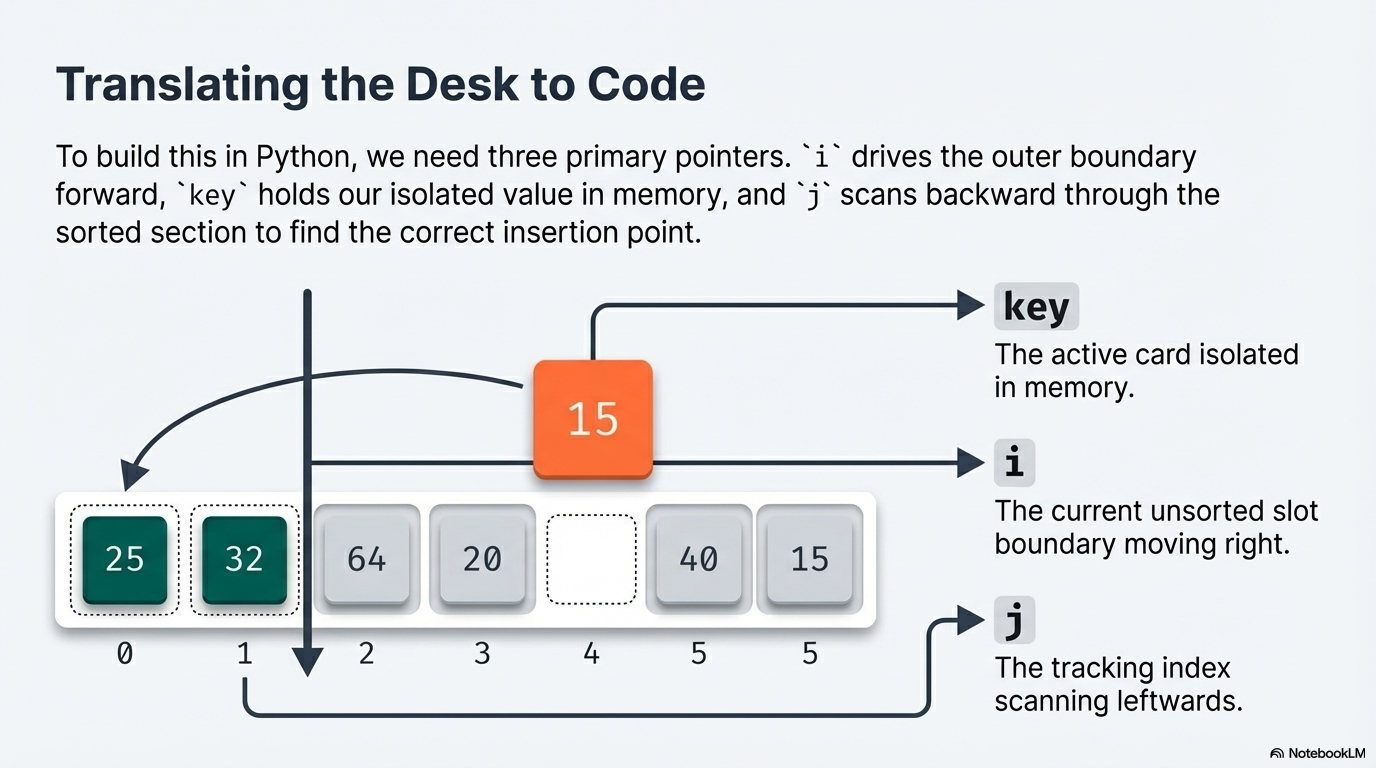 Translating the Desk to Code
To build this in Python, we need three primary pointers. `i` drives the outer boundary
forward, `key` holds our isolated value in memory, and `j` scans backward through the
sorted section to find the correct insertion point.
key
The active card isolated
in memory.
15
i
The current unsorted slot
boundary moving right.
25 32 64 20 40 15
0 1 2 3 4 5 5
j
The tracking index
scanning leftwards.
NotebookLM